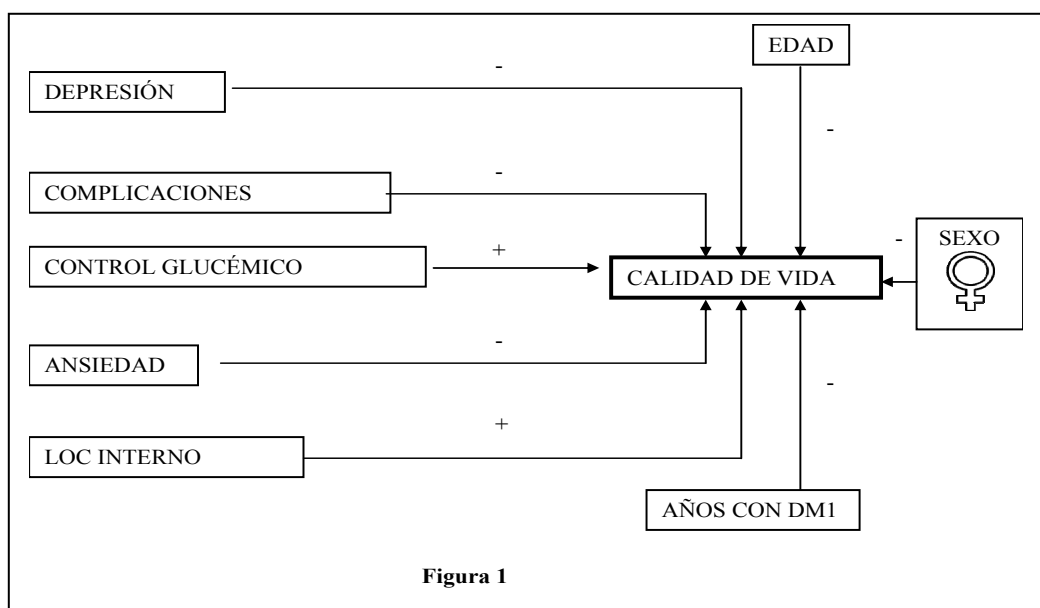 EDAD
-
DEPRESIÓN
-
-
COMPLICACIONES
SEXO
-
+
CONTROL GLUCÉMICO
CALIDAD DE VIDA
-
ANSIEDAD
-
+
LOC INTERNO
AÑOS CON DM1
Figura 1